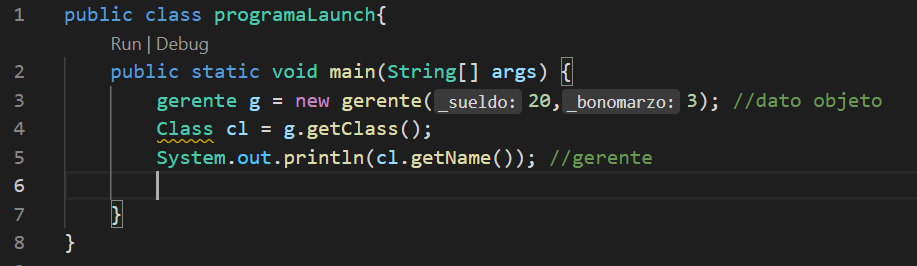 1 public class programaLaunch{
Run | Debug
2 public static void main(String[] args) {
3 gerente g = new gerente(_sueldo: 20,_bonomarzo: 3); //dato objeto
4 Class cl = g.getClass();
5 System.out.println(cl.getName()); //gerente
6
7 }
8 }